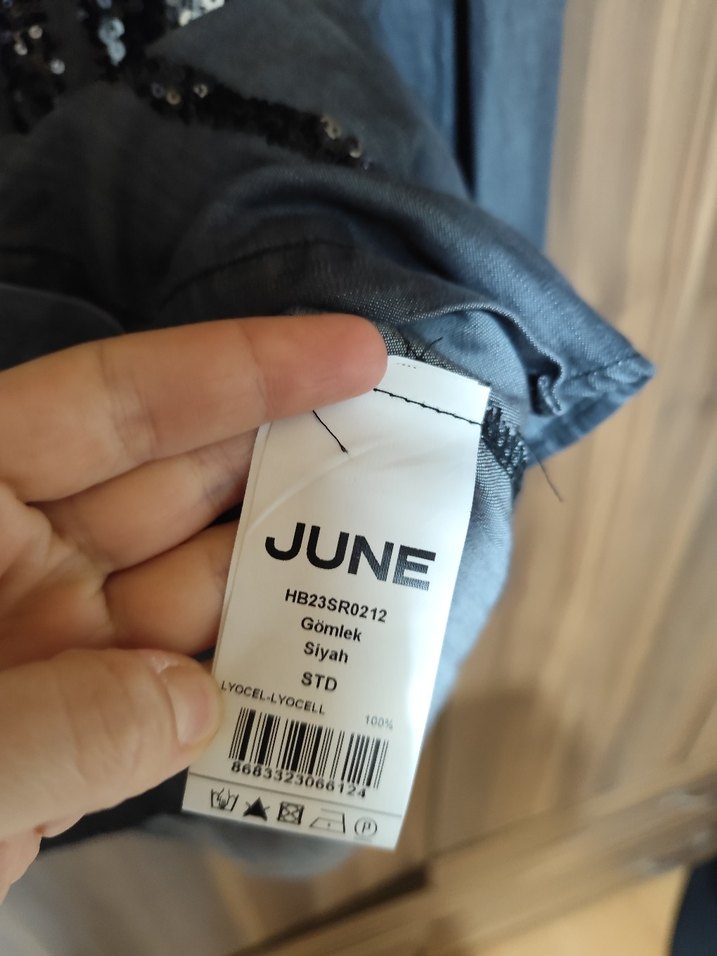 JUNE
HB23SR0212
Gömlek
Siyah
STD
LYOCEL-LYOCELL 100%
8683323066124
P